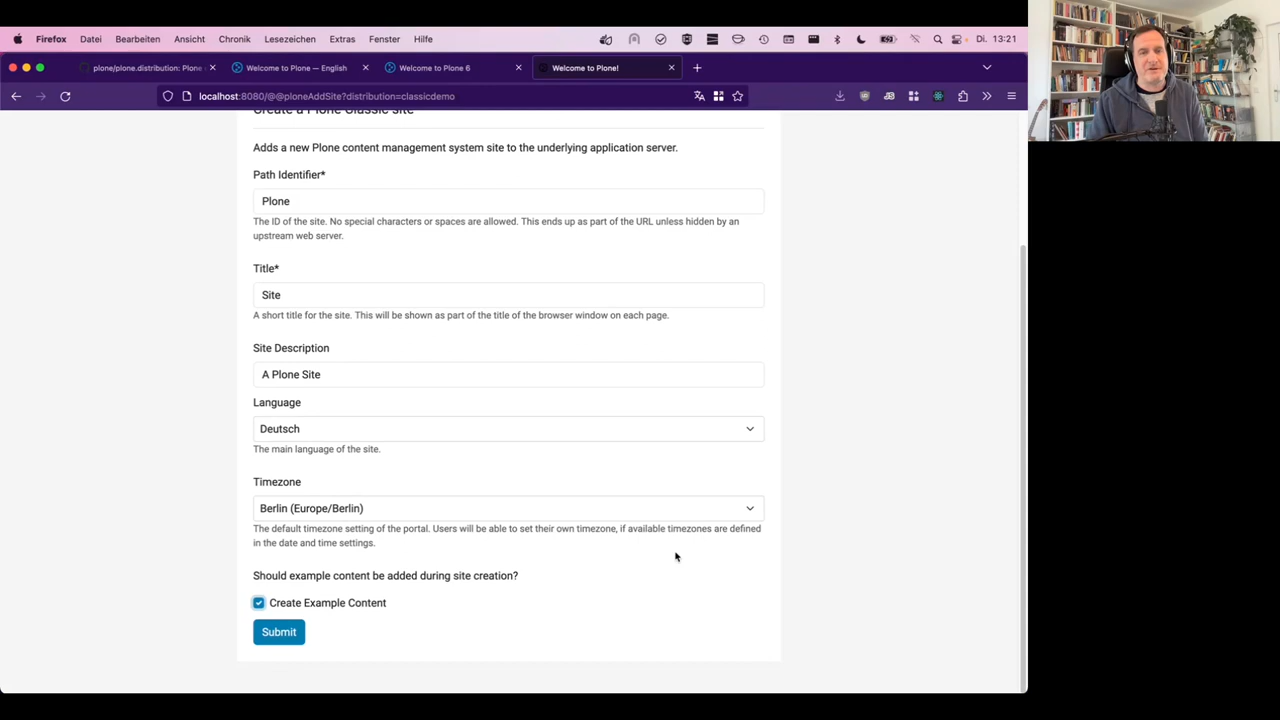 Firefox Datei Bearbeiten Ansicht Chronik Lesezeichen Extras Fenster Hilfe Di. 13:21
plone/plone.distribution: Plone Welcome to Plone — English Welcome to Plone 6 Welcome to Plone!
localhost:8080/@@ploneAddSite?distribution=classicdemo
Create a Plone Classic site
Adds a new Plone content management system site to the underlying application server.
Path Identifier*
Plone
The ID of the site. No special characters or spaces are allowed. This ends up as part of the URL unless hidden by an
upstream web server.
Title*
Site
A short title for the site. This will be shown as part of the title of the browser window on each page.
Site Description
A Plone Site
Language
Deutsch
The main language of the site.
Timezone
Berlin (Europe/Berlin)
The default timezone setting of the portal. Users will be able to set their own timezone, if available timezones are defined
in the date and time settings.
Should example content be added during site creation?
Create Example Content
Submit